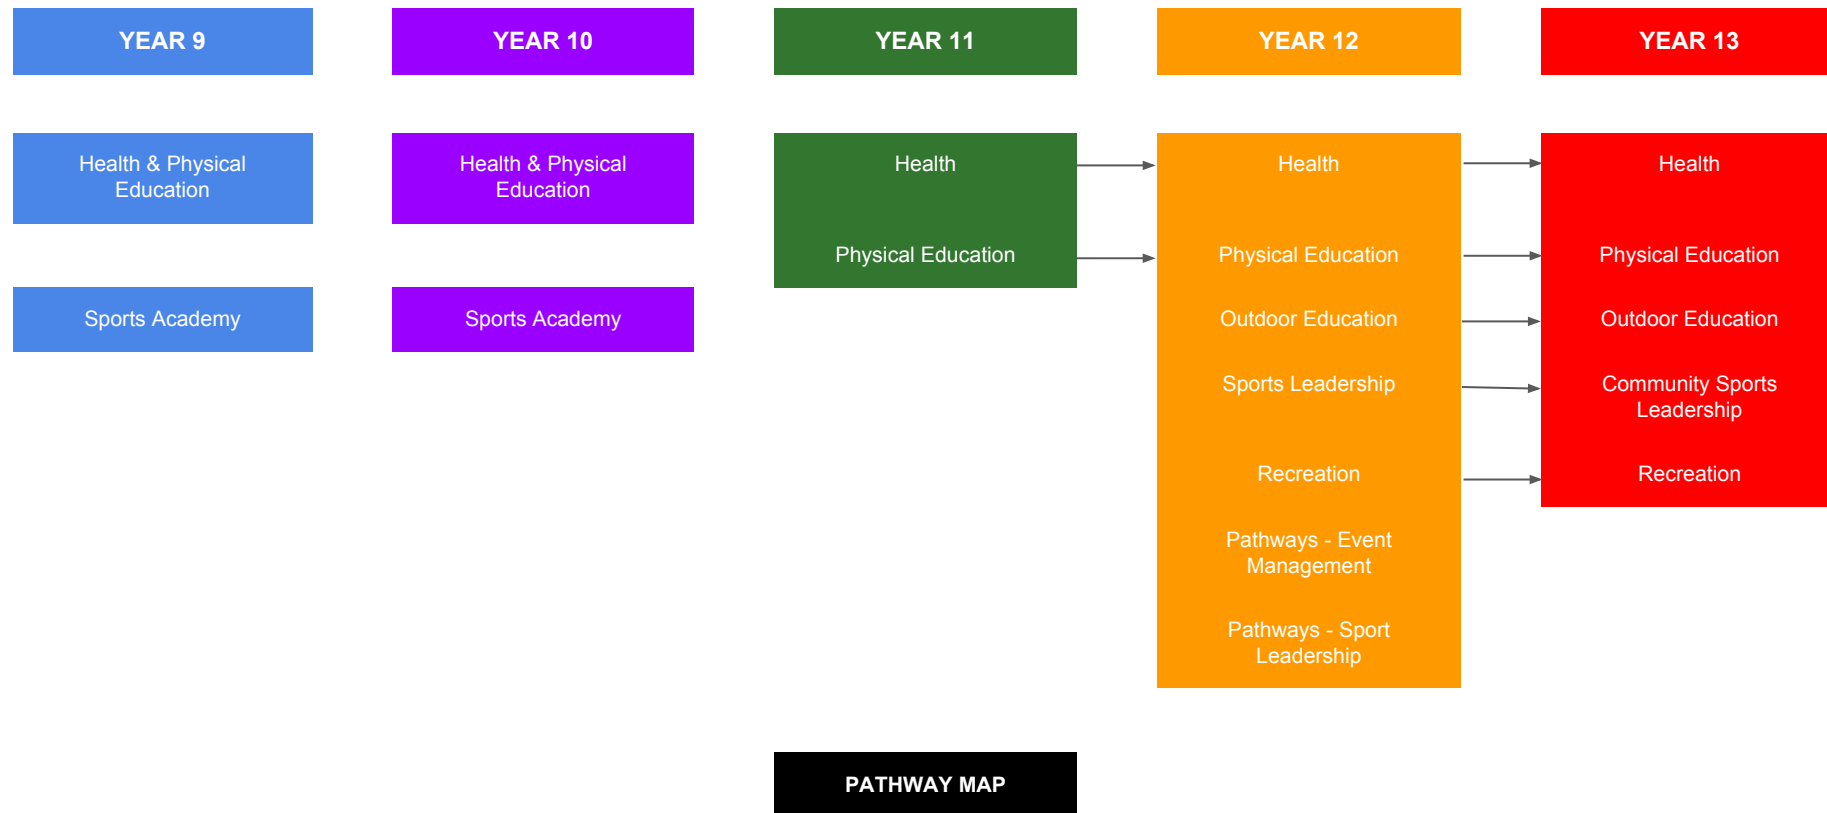 YEAR 9
YEAR 10
YEAR 11
YEAR 12
YEAR 13
Health & Physical
Education
Sports Academy
Health & Physical
Education
Sports Academy
Health
Physical Education
Health
Physical Education
Outdoor Education
Sports Leadership
Recreation
Pathways - Event
Management
Pathways - Sport
Leadership
Health
Physical Education
Outdoor Education
Community Sports
Leadership
Recreation
PATHWAY MAP